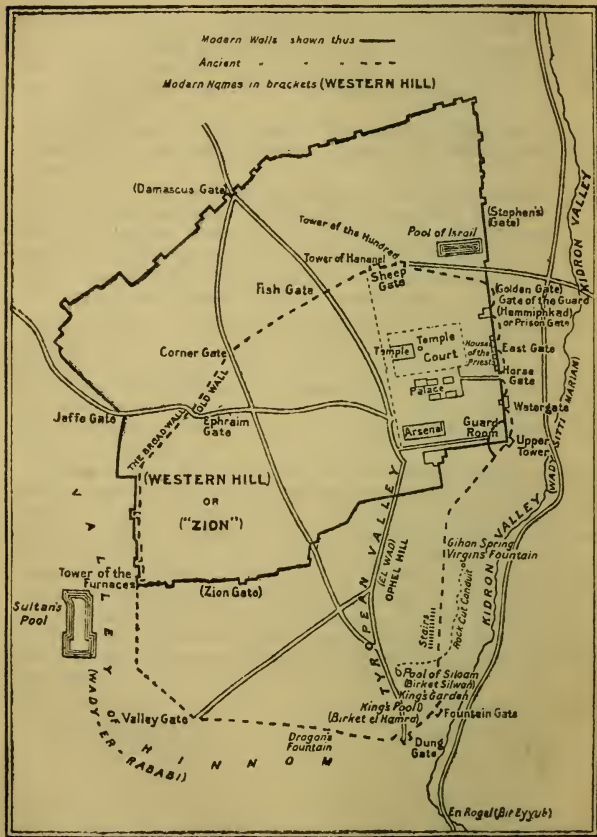 Modern Walls shown thus
Ancient " " "
Modern Names in brackets (WESTERN HILL)
(Damascus Gate)
Tower of the Hundred
Pool of Israil
(Stephen's)
(Gate)
KIDRON VALLEY
Tower of Hananel
Sheep
Gate
Fish Gate
(Golden Gate)
Gate of the Guard
(Hammiphkad)
or Prison Gate
Temple
Temple
Court
House
of the
Priests
East Gate
Corner Gate
Horse
Gate
Palace
Jaffa Gate
THE BROAD WALL
(OLD WALL
Ephraim
Gate
Arsenal
Guard
Room
Watergate
Upper
Tower
(WADY SITTI MARIAN)
(WESTERN HILL)
OR
("ZION")
TYROPEAN VALLEY
(EL WAD)
OPHEL HILL
Gihon Spring
Virgins' Fountain
KIDRON VALLEY
Tower of the
Furnaces
(Zion Gate)
Stairs
Rock Cut Conduit
Sultan's
Pool
VALLEY OF HINNOM
(WADY-ER-RABABI)
Pool of Siloam
(Birket Silwan)
King's Garden
King's Pool)
(Birket el Hamra)
Fountain Gate
Valley Gate
Dragon's
Fountain
Dung
Gate
En Rogel (Bir Eyyub)